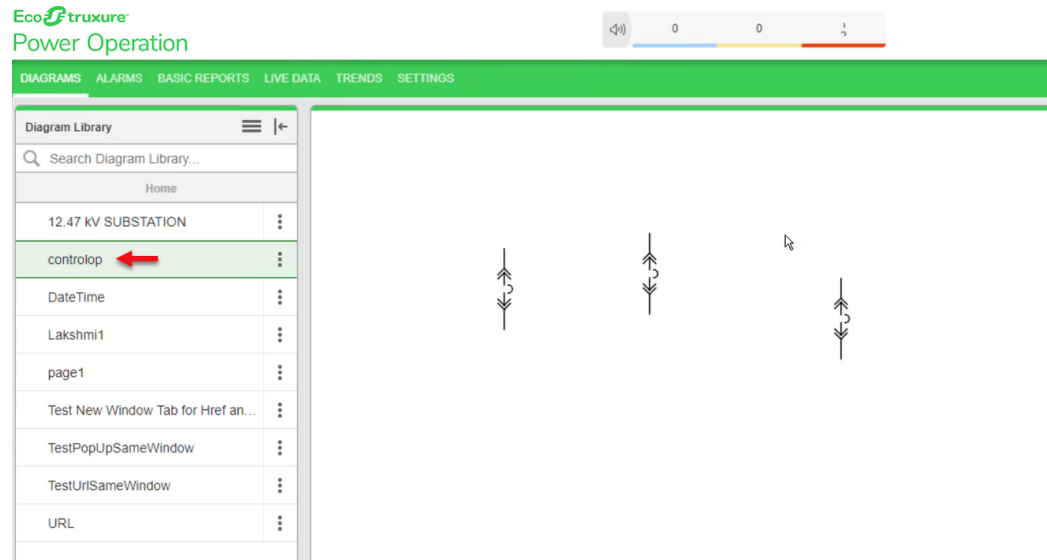 EcoStruxure
Power Operation
0 0
DIAGRAMS ALARMS BASIC REPORTS LIVE DATA TRENDS SETTINGS
Diagram Library
Search Diagram Library...
Home
12.47 kV SUBSTATION
controlop
DateTime
Lakshmi1
page1
Test New Window Tab for Href an...
TestPopUpSameWindow
TestUrlSameWindow
URL